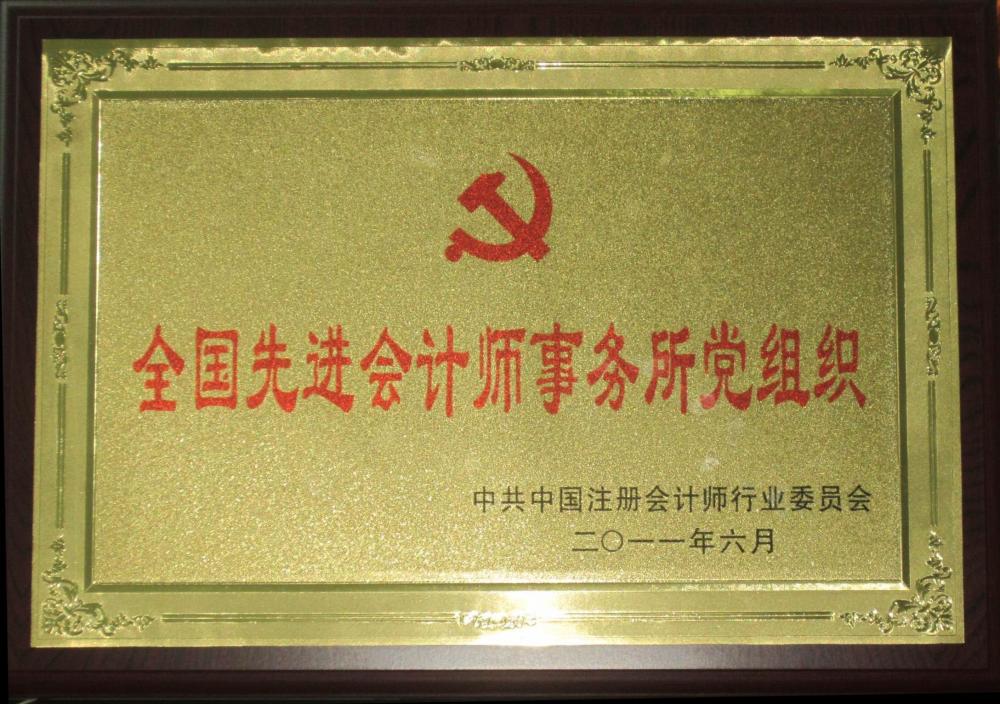 全国先进会计师事务所党组织
中共中国注册会计师行业委员会
二〇一一年六月